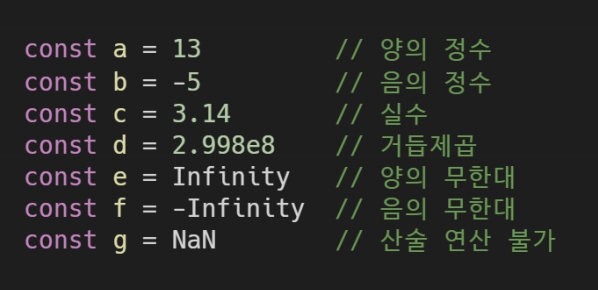 const a = 13 // 양의 정수
const b = -5 // 음의 정수
const c = 3.14 // 실수
const d = 2.998e8 // 거듭제곱
const e = Infinity // 양의 무한대
const f = -Infinity // 음의 무한대
const g = NaN // 산술 연산 불가